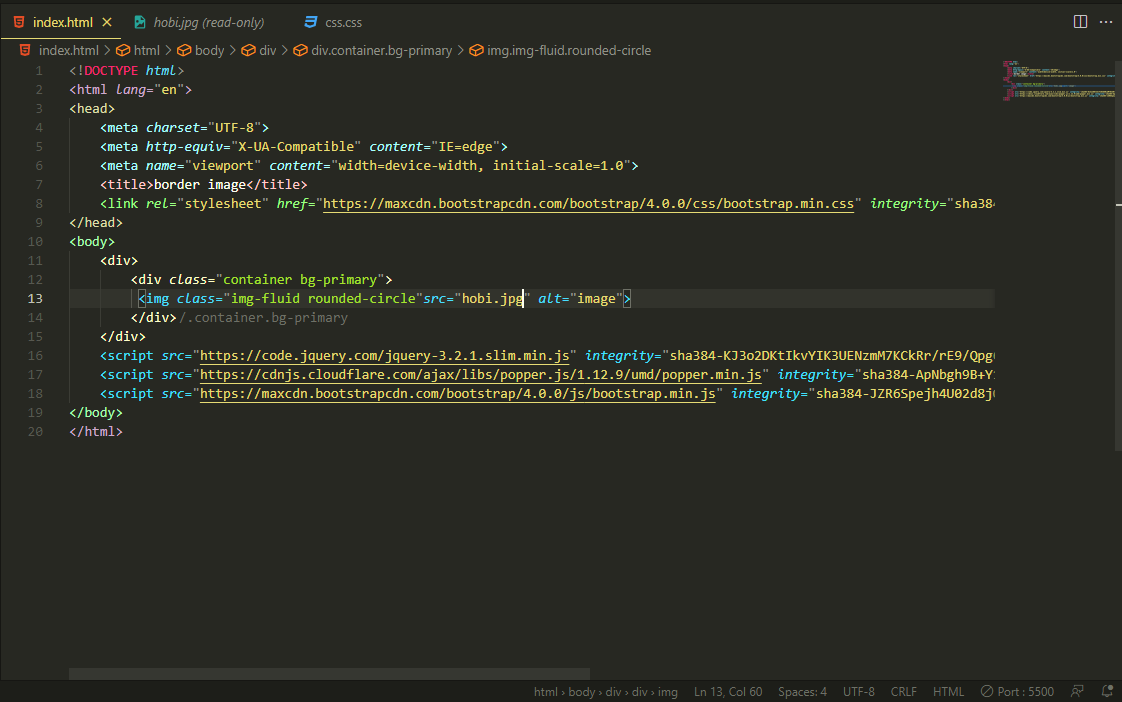 index.html hobi.jpg (read-only) css.css
index.html > html > body > div > div.container.bg-primary > img.img-fluid.rounded-circle
1 <!DOCTYPE html>
2 <html lang="en">
3 <head>
4 <meta charset="UTF-8">
5 <meta http-equiv="X-UA-Compatible" content="IE=edge">
6 <meta name="viewport" content="width=device-width, initial-scale=1.0">
7 <title>border image</title>
8 <link rel="stylesheet" href="https://maxcdn.bootstrapcdn.com/bootstrap/4.0.0/css/bootstrap.min.css" integrity="sha384
9 </head>
10 <body>
11 <div>
12 <div class="container bg-primary">
13 <img class="img-fluid rounded-circle"src="hobi.jpg" alt="image">
14 </div>/.container.bg-primary
15 </div>
16 <script src="https://code.jquery.com/jquery-3.2.1.slim.min.js" integrity="sha384-KJ3o2DKtIkvYIK3UENzmM7KCkRr/rE9/Qpg
17 <script src="https://cdnjs.cloudflare.com/ajax/libs/popper.js/1.12.9/umd/popper.min.js" integrity="sha384-ApNbgh9B+Y
18 <script src="https://maxcdn.bootstrapcdn.com/bootstrap/4.0.0/js/bootstrap.min.js" integrity="sha384-JZR6Spejh4U02d8j
19 </body>
20 </html>
html > body > div > div > img Ln 13, Col 60 Spaces: 4 UTF-8 CRLF HTML Port : 5500